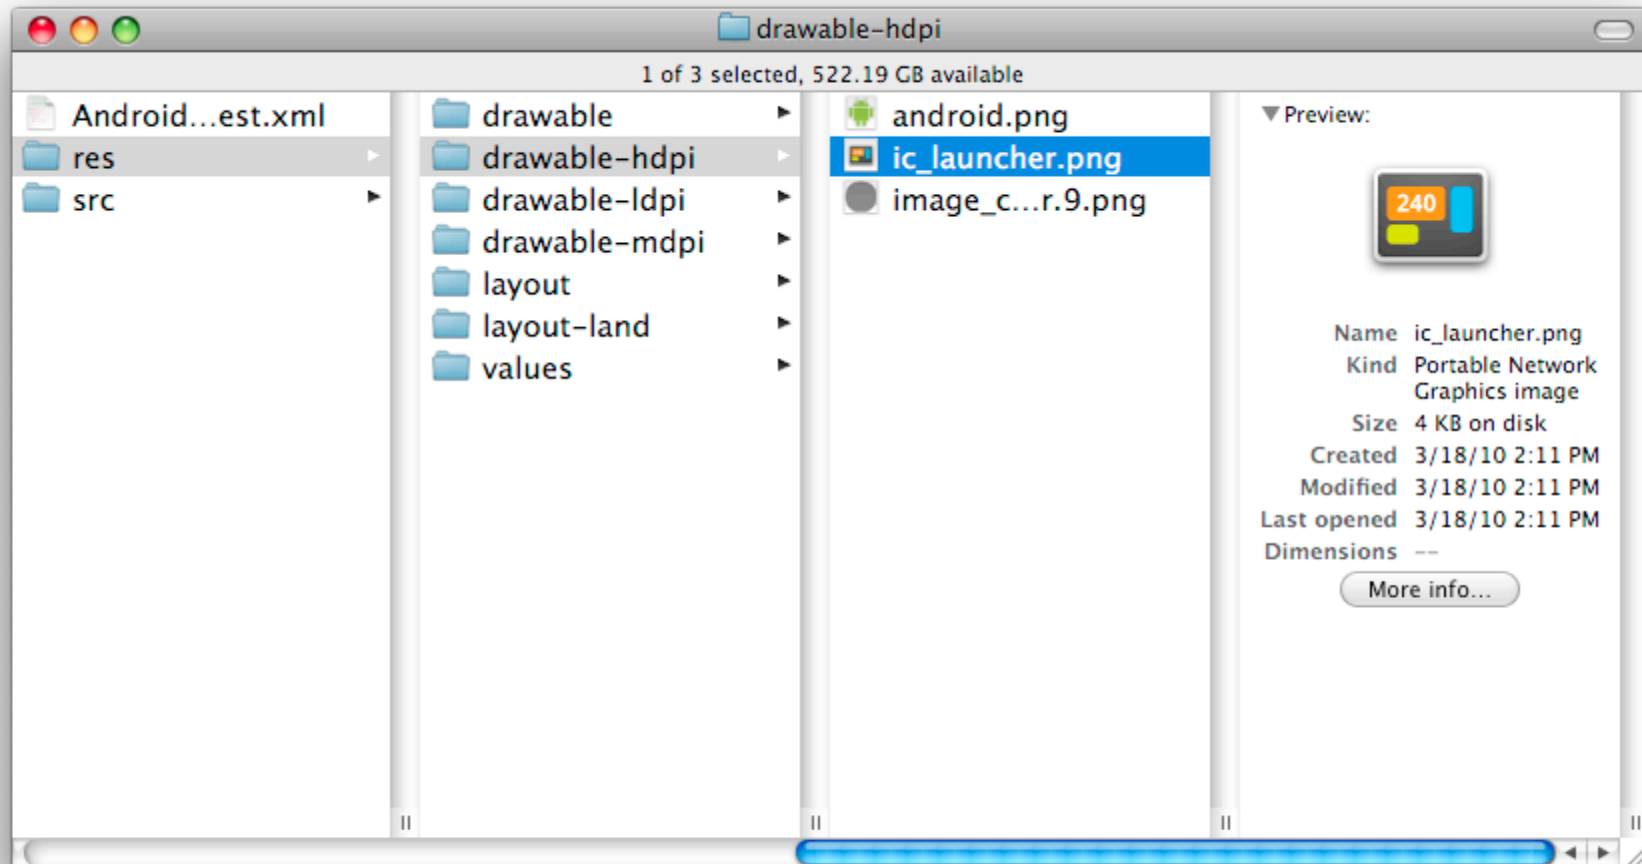 drawable-hdpi
1 of 3 selected, 522.19 GB available
Android...est.xml
res
src
drawable
drawable-hdpi
drawable-ldpi
drawable-mdpi
layout
layout-land
values
android.png
ic_launcher.png
image_c...r.9.png
Preview:
240
Name ic_launcher.png
Kind Portable Network
Graphics image
Size 4 KB on disk
Created 3/18/10 2:11 PM
Modified 3/18/10 2:11 PM
Last opened 3/18/10 2:11 PM
Dimensions --
More info...